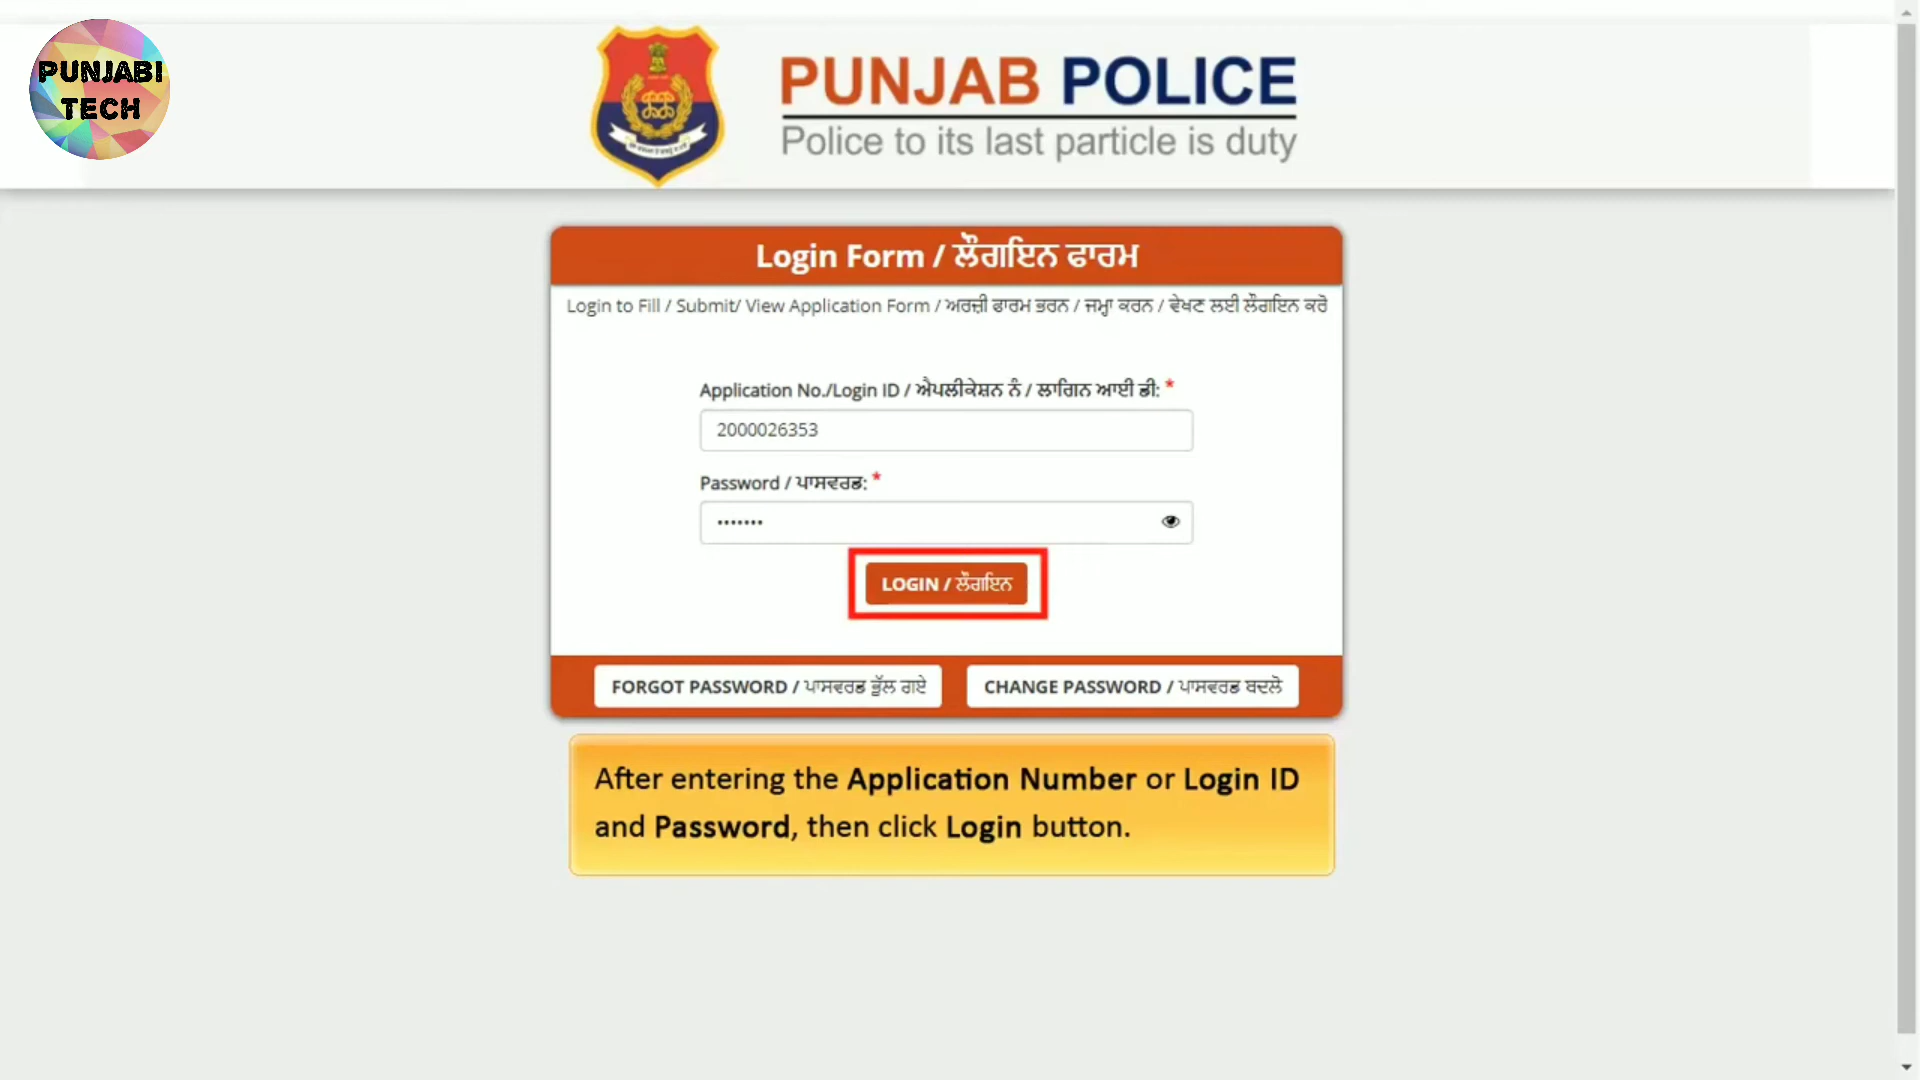 PUNJABI
TECH
PUNJAB POLICE
Police to its last particle is duty
Login Form / ਲੌਗਇਨ ਫਾਰਮ
Login to Fill / Submit/ View Application Form / ਅਰਜ਼ੀ ਫਾਰਮ ਭਰਨ / ਜਮ੍ਹਾ ਕਰਨ / ਵੇਖਣ ਲਈ ਲੌਗਇਨ ਕਰੋ
Application No./Login ID / ਐਪਲੀਕੇਸ਼ਨ ਨੰ / ਲਾਗਿਨ ਆਈ ਡੀ: *
2000026353
Password / ਪਾਸਵਰਡ: *
•••••••
LOGIN / ਲੌਗਇਨ
FORGOT PASSWORD / ਪਾਸਵਰਡ ਭੁੱਲ ਗਏ
CHANGE PASSWORD / ਪਾਸਵਰਡ ਬਦਲੋ
After entering the Application Number or Login ID
and Password, then click Login button.